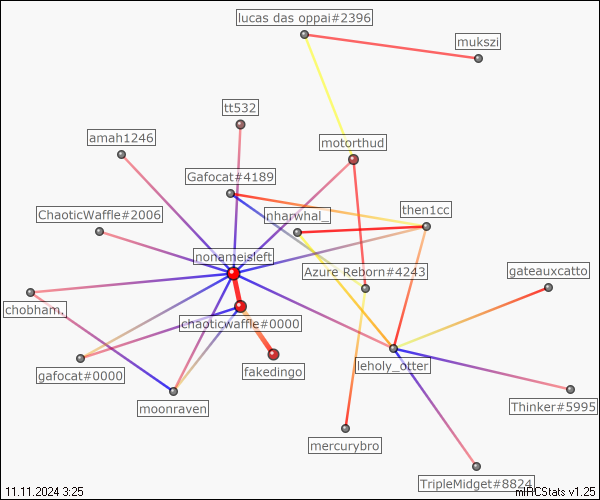 lucas das oppai#2396
mukszi
tt532
amah1246
motorthud
Gafocat#4189
then1cc
ChaoticWaffle#2006
nharwhal_
nonameisleft
Azure Reborn#4243
gateauxcatto
chobham.
chaoticwaffle#0000
leholy_otter
gafocat#0000
fakedingo
moonraven
Thinker#5995
mercurybro
TripleMidget#8824
11.11.2024 3:25
mIRCStats v1.25